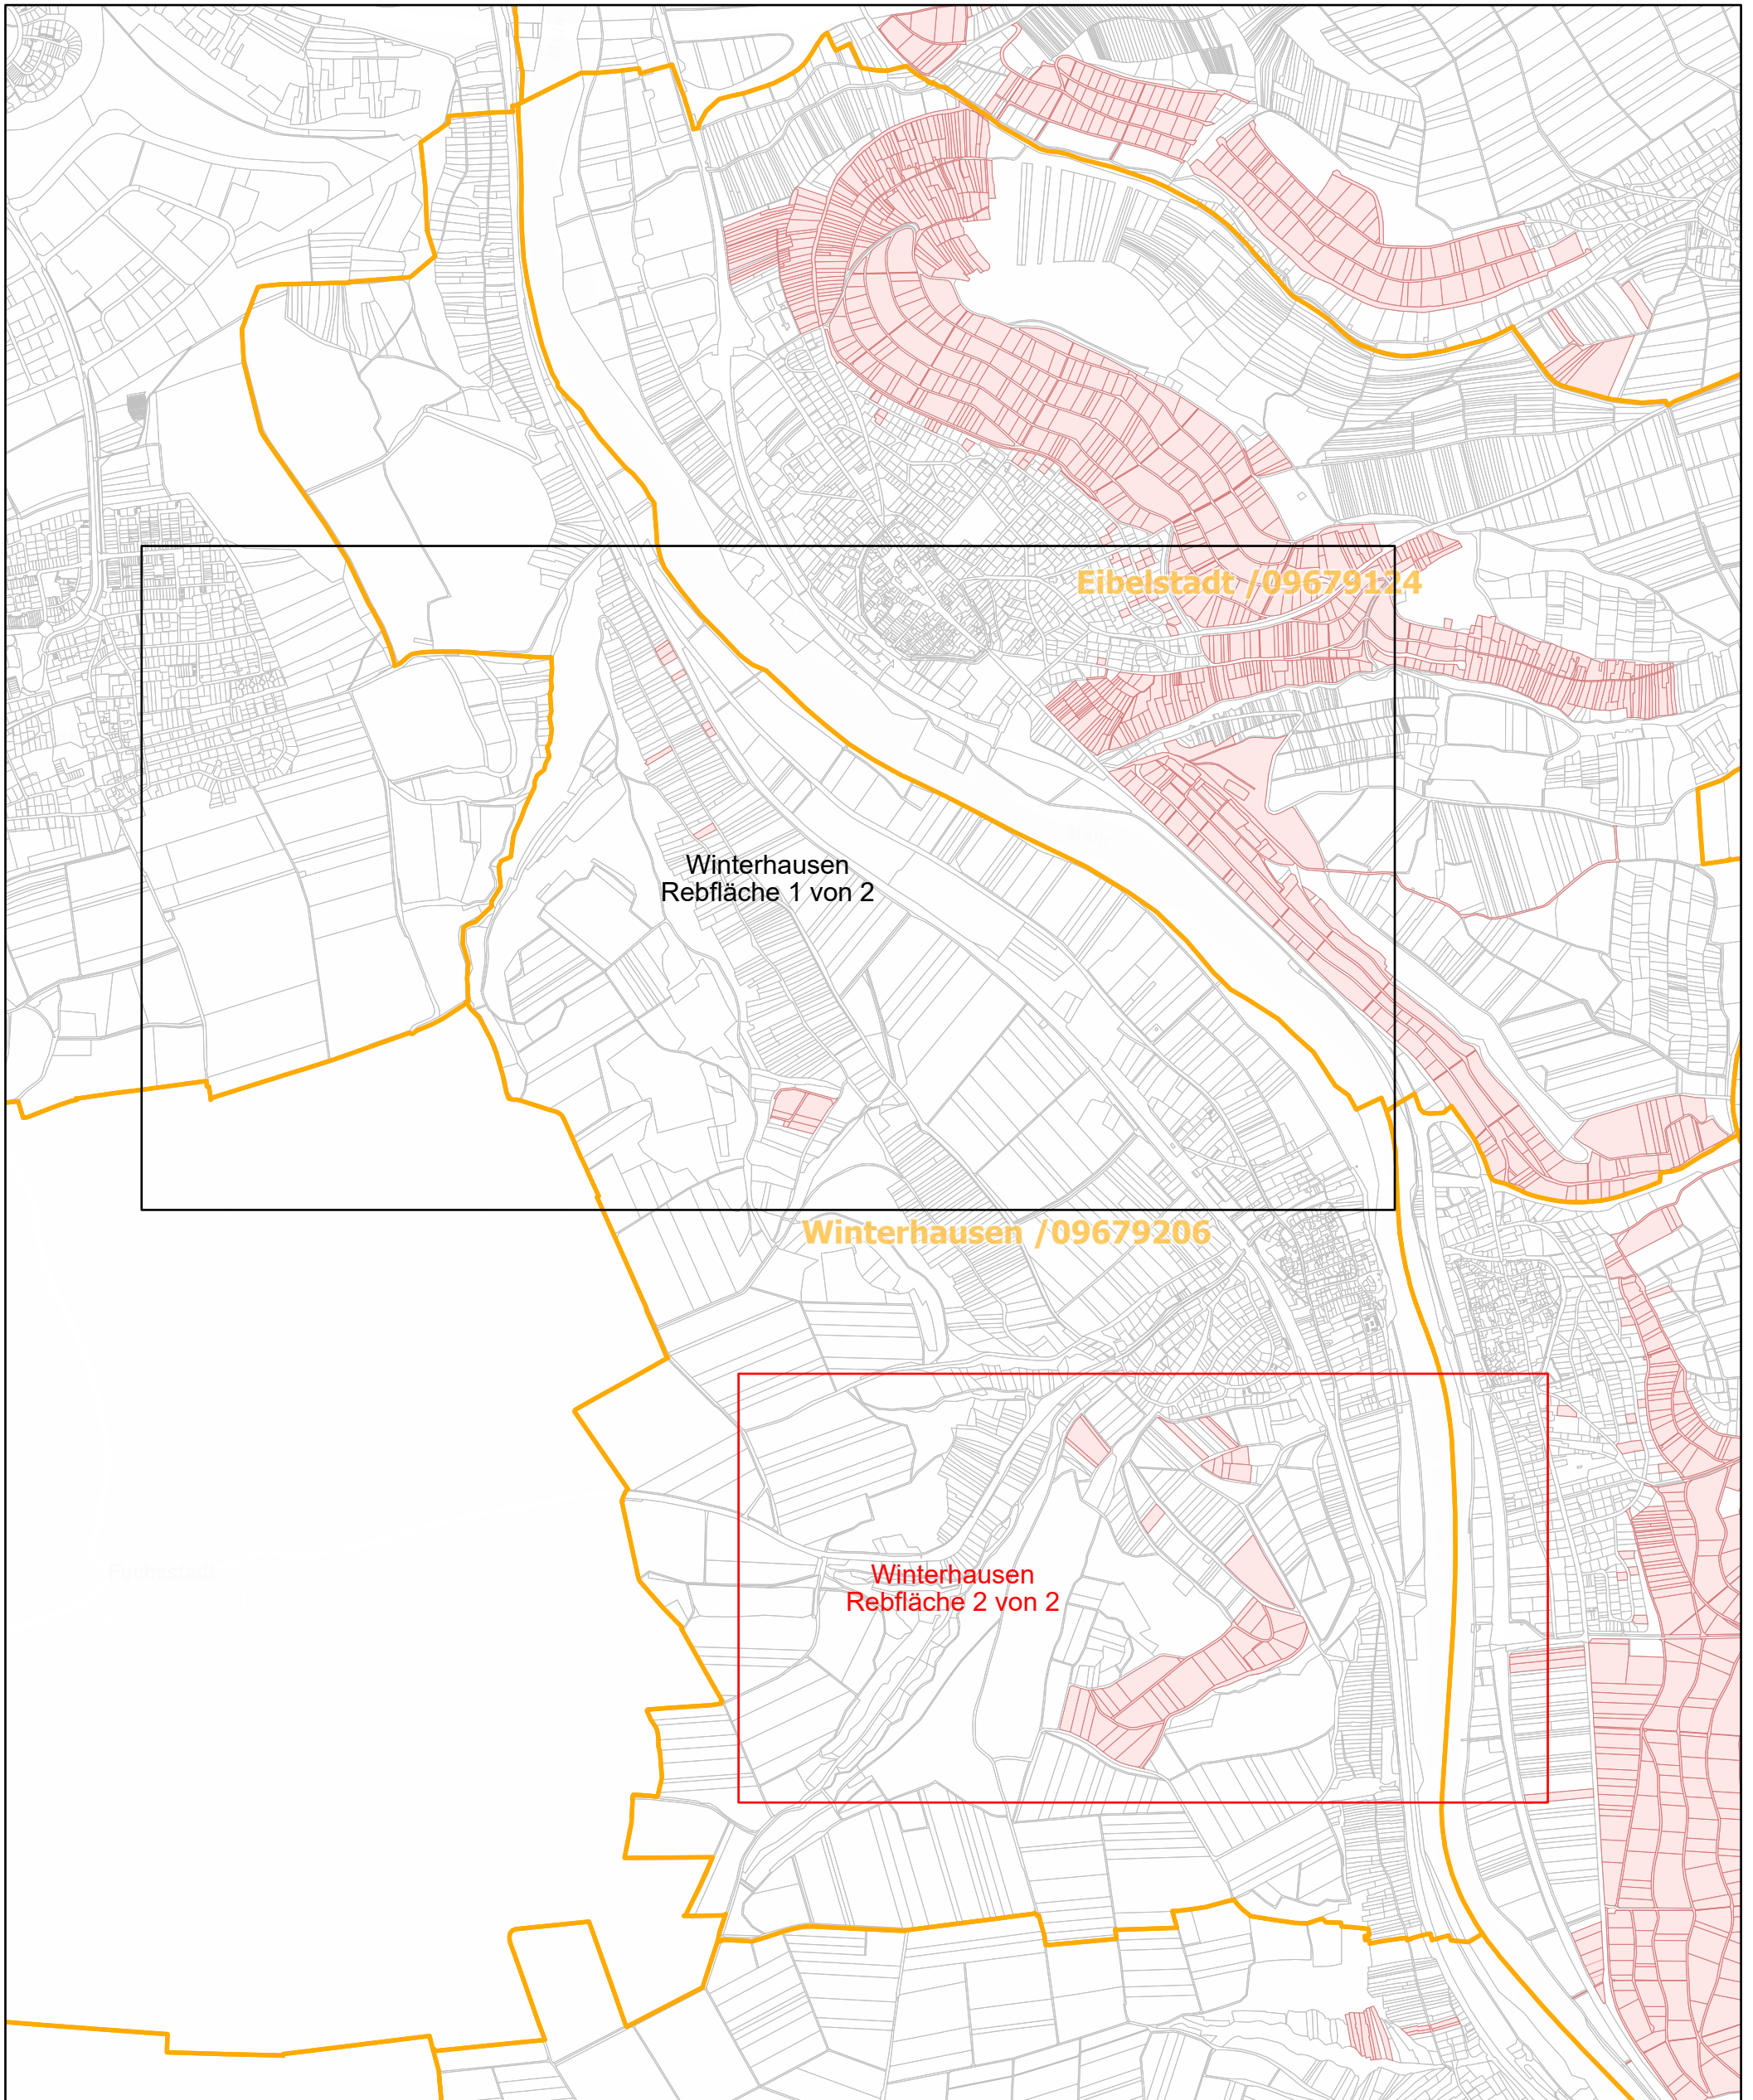 Eibelstadt /09679124
Winterhausen
Rebfläche 1 von 2
Winterhausen /09679206
Winterhausen
Rebfläche 2 von 2